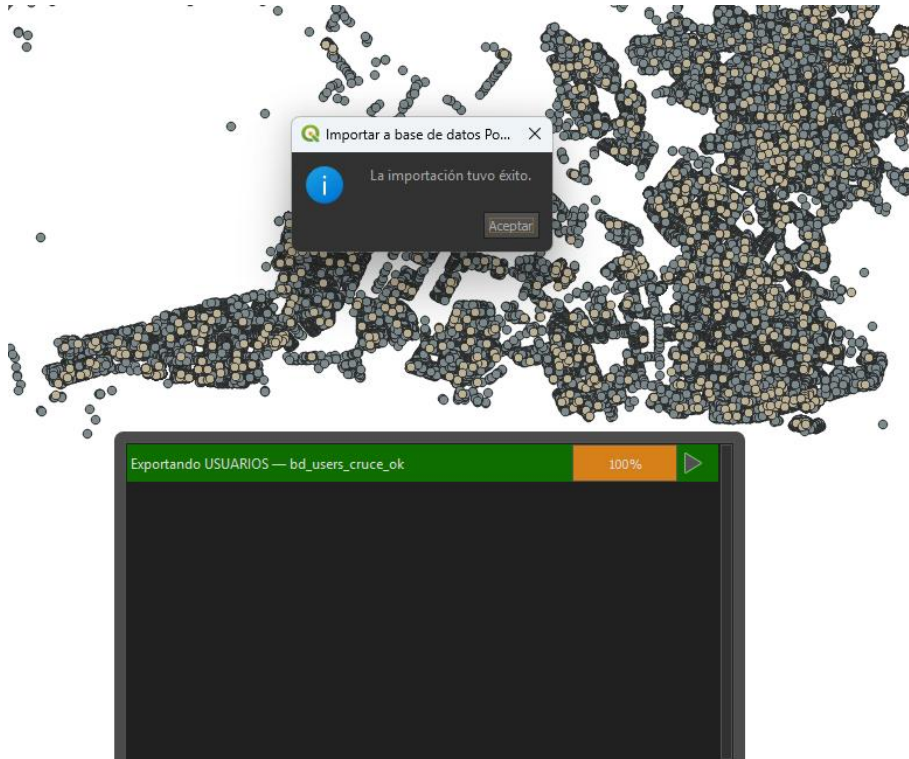 Importar a base de datos Po...
La importación tuvo éxito.
Aceptar
Exportando USUARIOS — bd_users_cruce_ok 100%